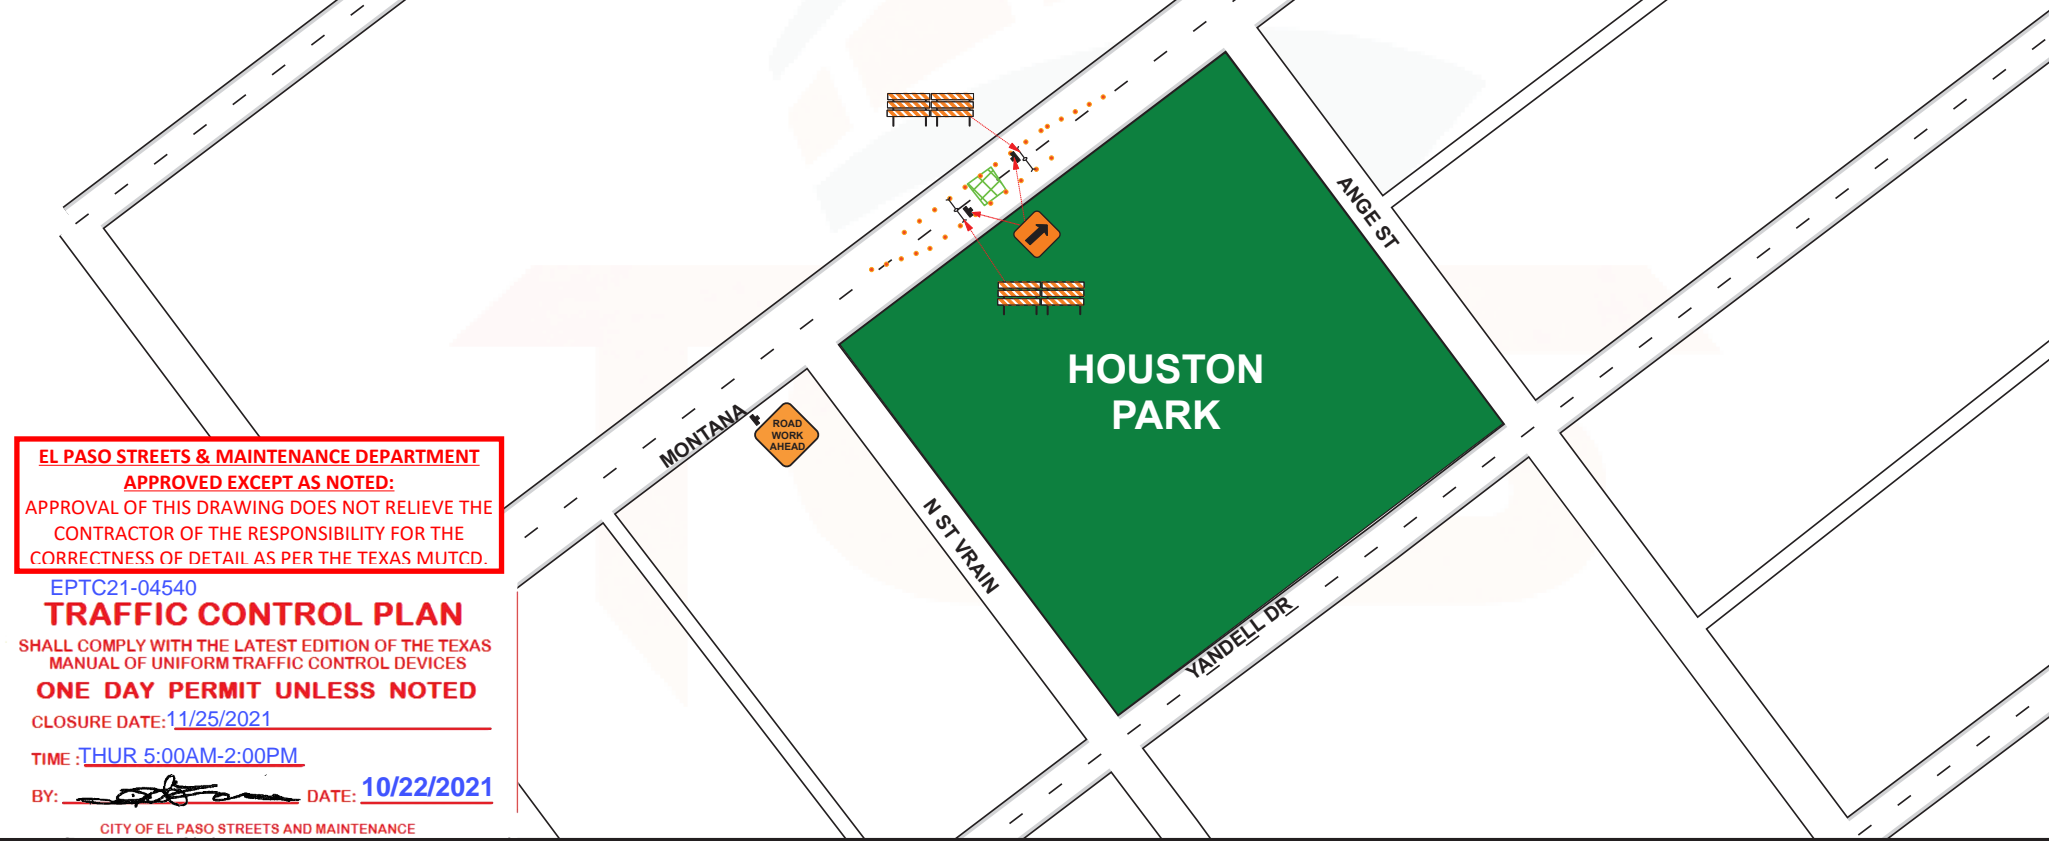 ANGE ST
HOUSTON
PARK
MONTANA
ROAD
WORK
AHEAD
N ST VRAIN
YANDELL DR
EL PASO STREETS & MAINTENANCE DEPARTMENT
APPROVED EXCEPT AS NOTED:
APPROVAL OF THIS DRAWING DOES NOT RELIEVE THE
CONTRACTOR OF THE RESPONSIBILITY FOR THE
CORRECTNESS OF DETAIL AS PER THE TEXAS MUTCD.
EPTC21-04540
TRAFFIC CONTROL PLAN
SHALL COMPLY WITH THE LATEST EDITION OF THE TEXAS
MANUAL OF UNIFORM TRAFFIC CONTROL DEVICES
ONE DAY PERMIT UNLESS NOTED
CLOSURE DATE: 11/25/2021
TIME : THUR 5:00AM-2:00PM
BY: DATE: 10/22/2021
CITY OF EL PASO STREETS AND MAINTENANCE